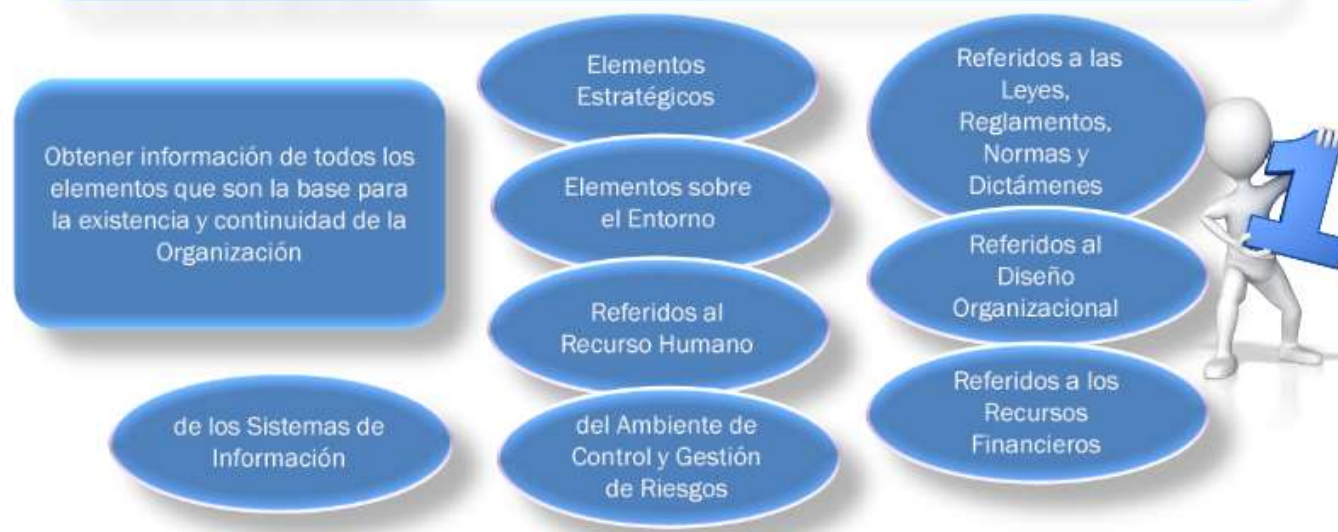 Obtener información de todos los
elementos que son la base para
la existencia y continuidad de la
Organización
de los Sistemas de
Información
Elementos
Estratégicos
Elementos sobre
el Entorno
Referidos al
Recurso Humano
del Ambiente de
Control y Gestión
de Riesgos
Referidos a las
Leyes,
Reglamentos,
Normas y
Dictámenes
Referidos al
Diseño
Organizacional
Referidos a los
Recursos
Financieros
1